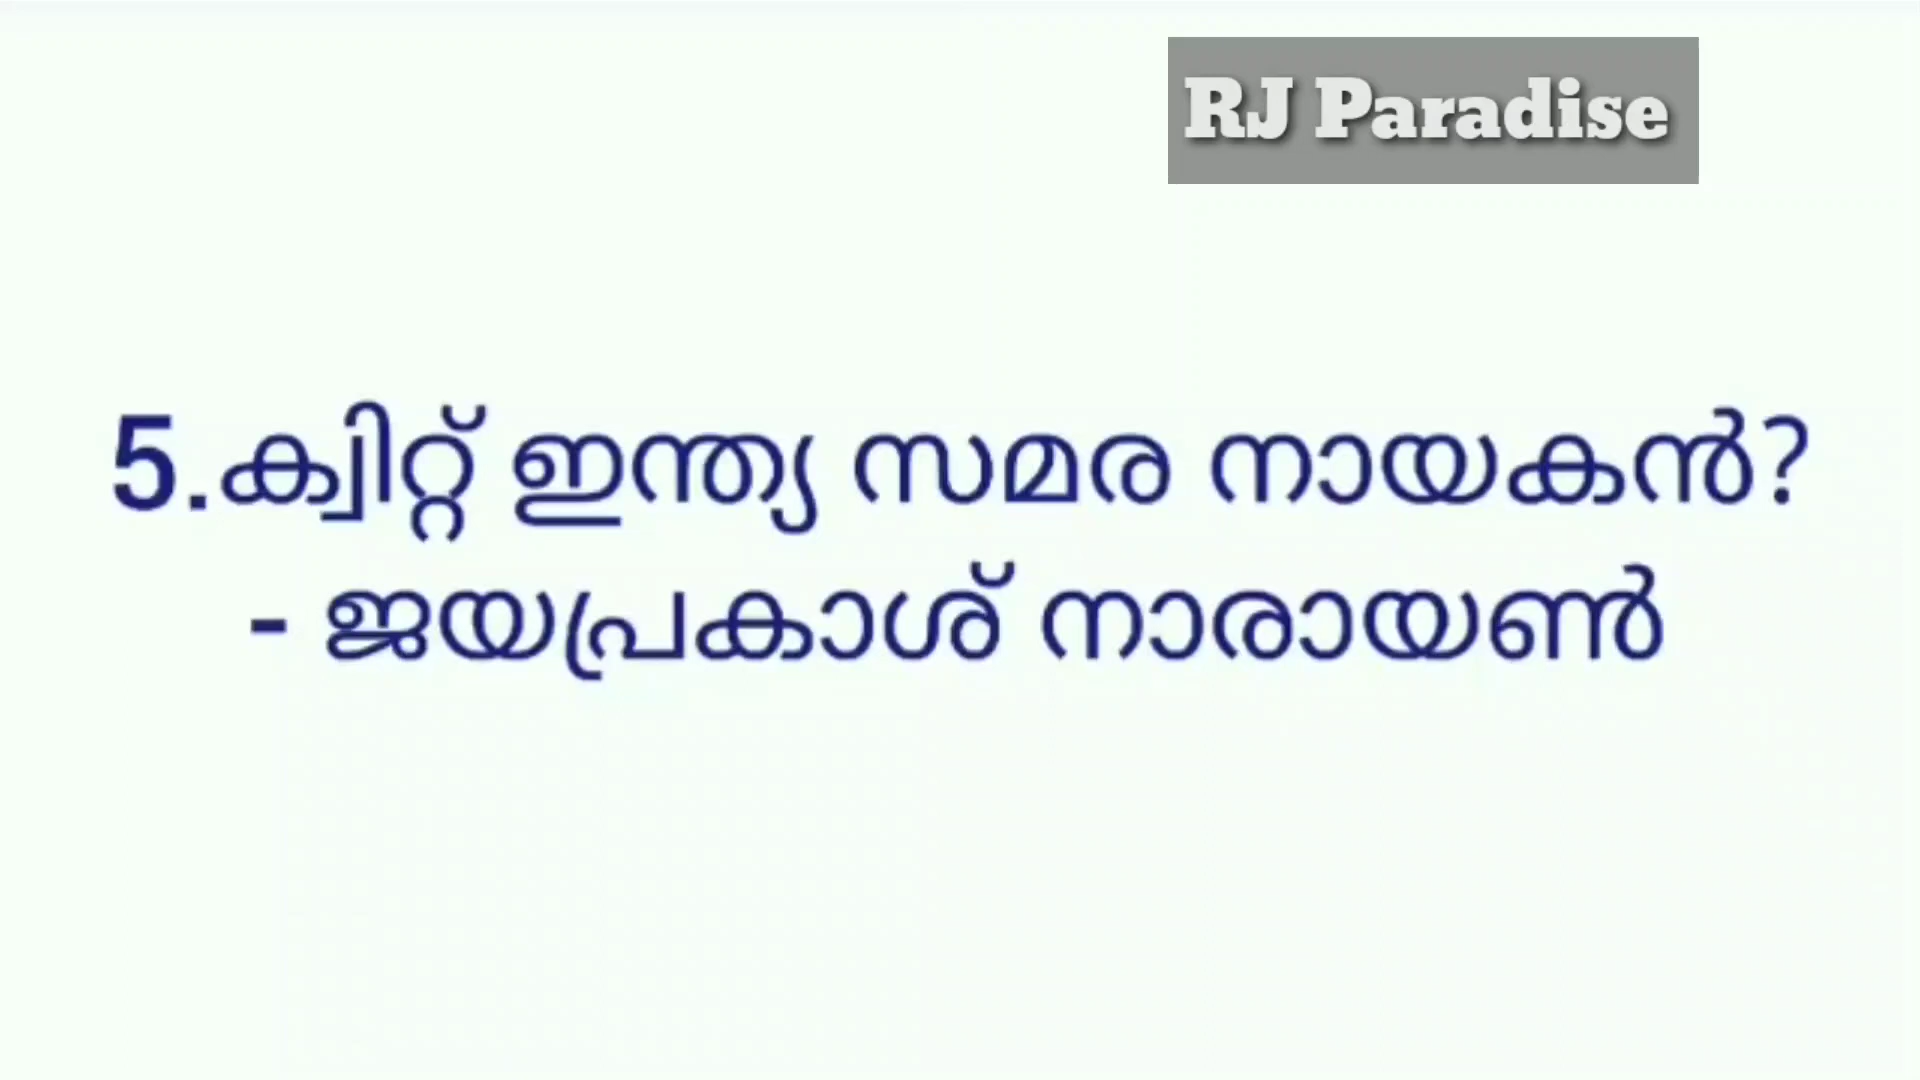 RJ Paradise
5.ക്വിറ്റ് ഇന്ത്യ സമര നായകൻ?
- ജയപ്രകാശ് നാരായൺ